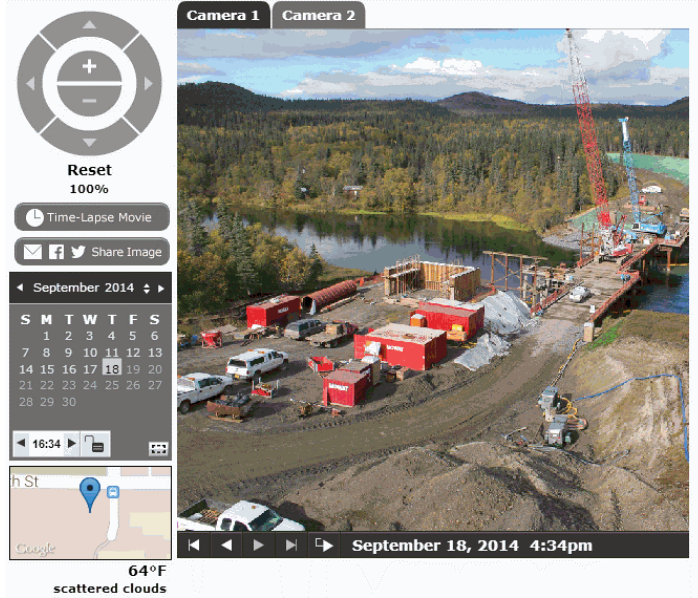 Camera 1
Camera 2
+
−
Reset
100%
Time-Lapse Movie
Share Image
September 2014
S M T W T F S
1 2 3 4 5 6
7 8 9 10 11 12 13
14 15 16 17 18 19 20
21 22 23 24 25 26 27
28 29 30
16:34
h St
Google
September 18, 2014 4:34pm
64°F
scattered clouds